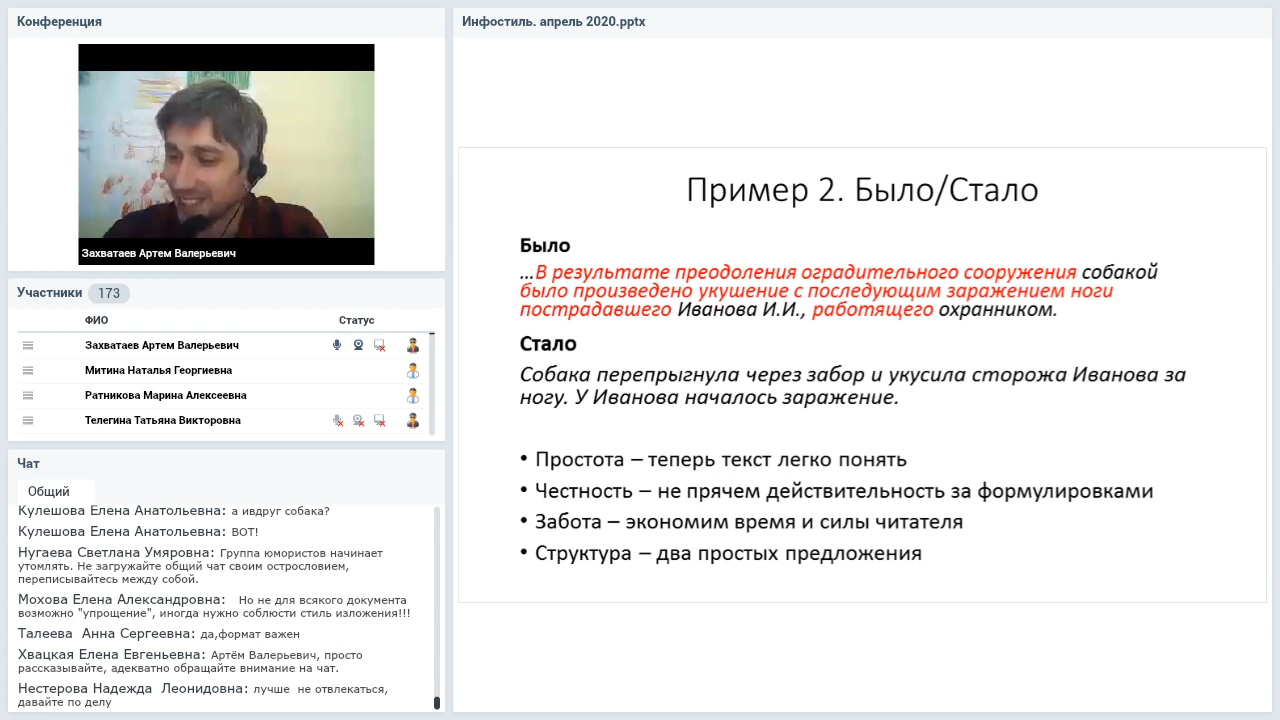 Конференция
Захватаев Артем Валерьевич
Участники 173
ФИО Статус
Захватаев Артем Валерьевич
Митина Наталья Георгиевна
Ратникова Марина Алексеевна
Телегина Татьяна Викторовна
Чат
Общий
Кулешова Елена Анатольевна: а ивдруг собака?
Кулешова Елена Анатольевна: ВОТ!
Нугаева Светлана Умяровна: Группа юмористов начинает
утомлять. Не загружайте общий чат своим острословием,
переписывайтесь между собой.
Мохова Елена Александровна: Но не для всякого документа
возможно "упрощение", иногда нужно соблюсти стиль изложения!!!
Талеева Анна Сергеевна: да,формат важен
Хвацкая Елена Евгеньевна: Артём Валерьевич, просто
рассказывайте, адекватно обращайте внимание на чат.
Нестерова Надежда Леонидовна: лучше не отвлекаться,
давайте по делу
Инфостиль. апрель 2020.pptx
Пример 2. Было/Стало
Было
...В результате преодоления оградительного сооружения собакой
было произведено укушение с последующим заражением ноги
пострадавшего Иванова И.И., работящего охранником.
Стало
Собака перепрыгнула через забор и укусила сторожа Иванова за
ногу. У Иванова началось заражение.
• Простота – теперь текст легко понять
• Честность – не прячем действительность за формулировками
• Забота – экономим время и силы читателя
• Структура – два простых предложения